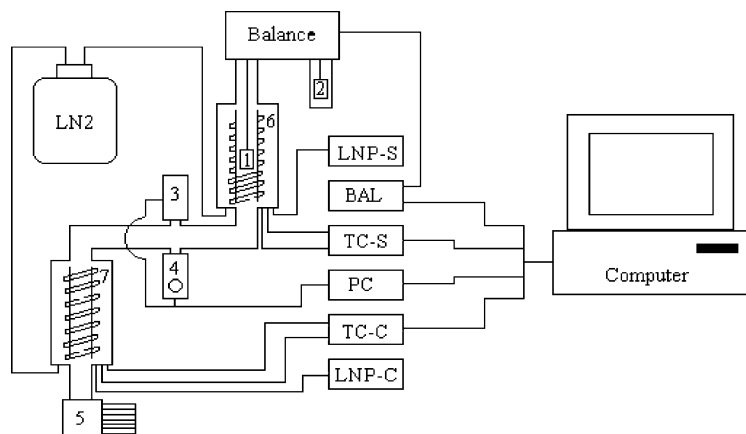 Balance
2
LN2
6
1
LNP-S
3
BAL
TC-S
4
7
PC
Computer
TC-C
LNP-C
5